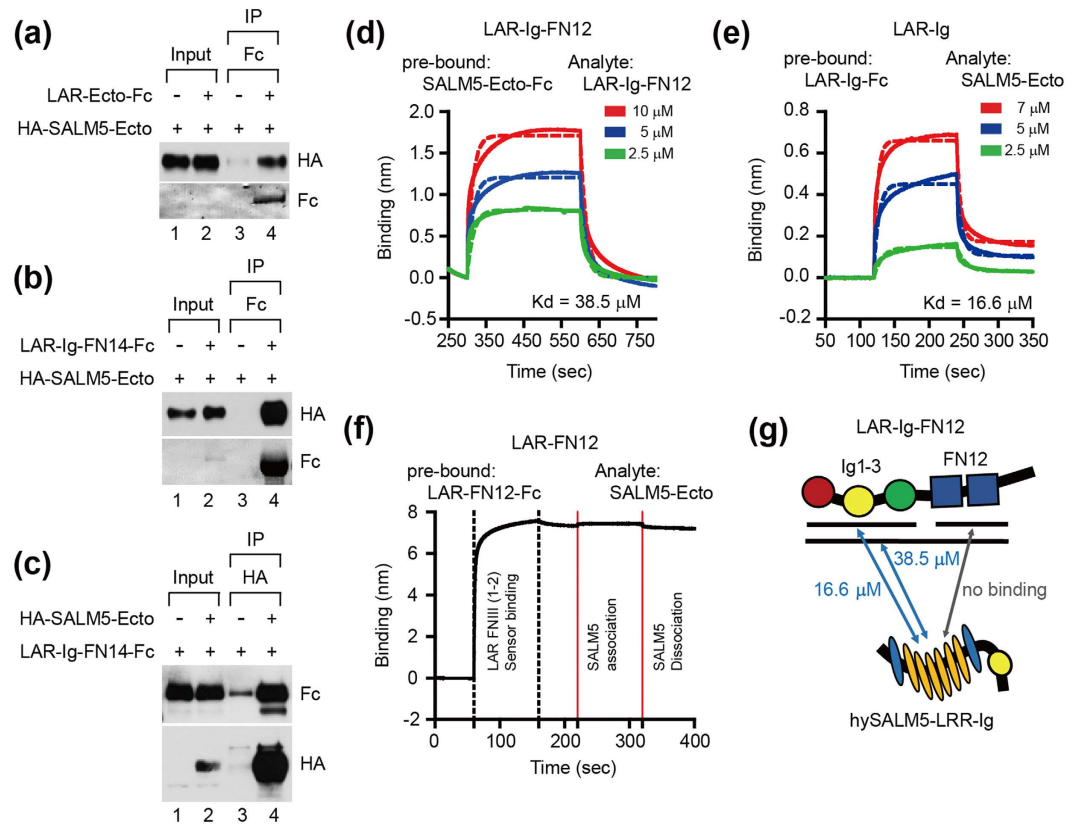 (a)
IP
Input Fc
LAR-Ecto-Fc - + - +
HA-SALM5-Ecto + + + +
HA
Fc
1 2 3 4
(b)
IP
Input Fc
LAR-Ig-FN14-Fc - + - +
HA-SALM5-Ecto + + + +
HA
Fc
1 2 3 4
(c)
IP
Input HA
HA-SALM5-Ecto - + - +
LAR-Ig-FN14-Fc + + + +
Fc
HA
1 2 3 4
(d)
LAR-Ig-FN12
pre-bound: Analyte:
SALM5-Ecto-Fc LAR-Ig-FN12
10 μM
5 μM
2.5 μM
Binding (nm)
2.0
1.5
1.0
0.5
0.0
-0.5
Kd = 38.5 μM
250 350 450 550 650 750
Time (sec)
(e)
LAR-Ig
pre-bound: Analyte:
LAR-Ig-Fc SALM5-Ecto
7 μM
5 μM
2.5 μM
Binding (nm)
0.8
0.6
0.4
0.2
0.0
-0.2
Kd = 16.6 μM
50 100 150 200 250 300 350
Time (sec)
(f)
LAR-FN12
pre-bound: Analyte:
LAR-FN12-Fc SALM5-Ecto
Binding (nm)
8
6
4
2
0
-2
LAR FNIII (1-2)
Sensor binding
SALM5
association
SALM5
Dissociation
0 100 200 300 400
Time (sec)
(g)
LAR-Ig-FN12
Ig1-3 FN12
38.5 μM
16.6 μM
no binding
hySALM5-LRR-Ig